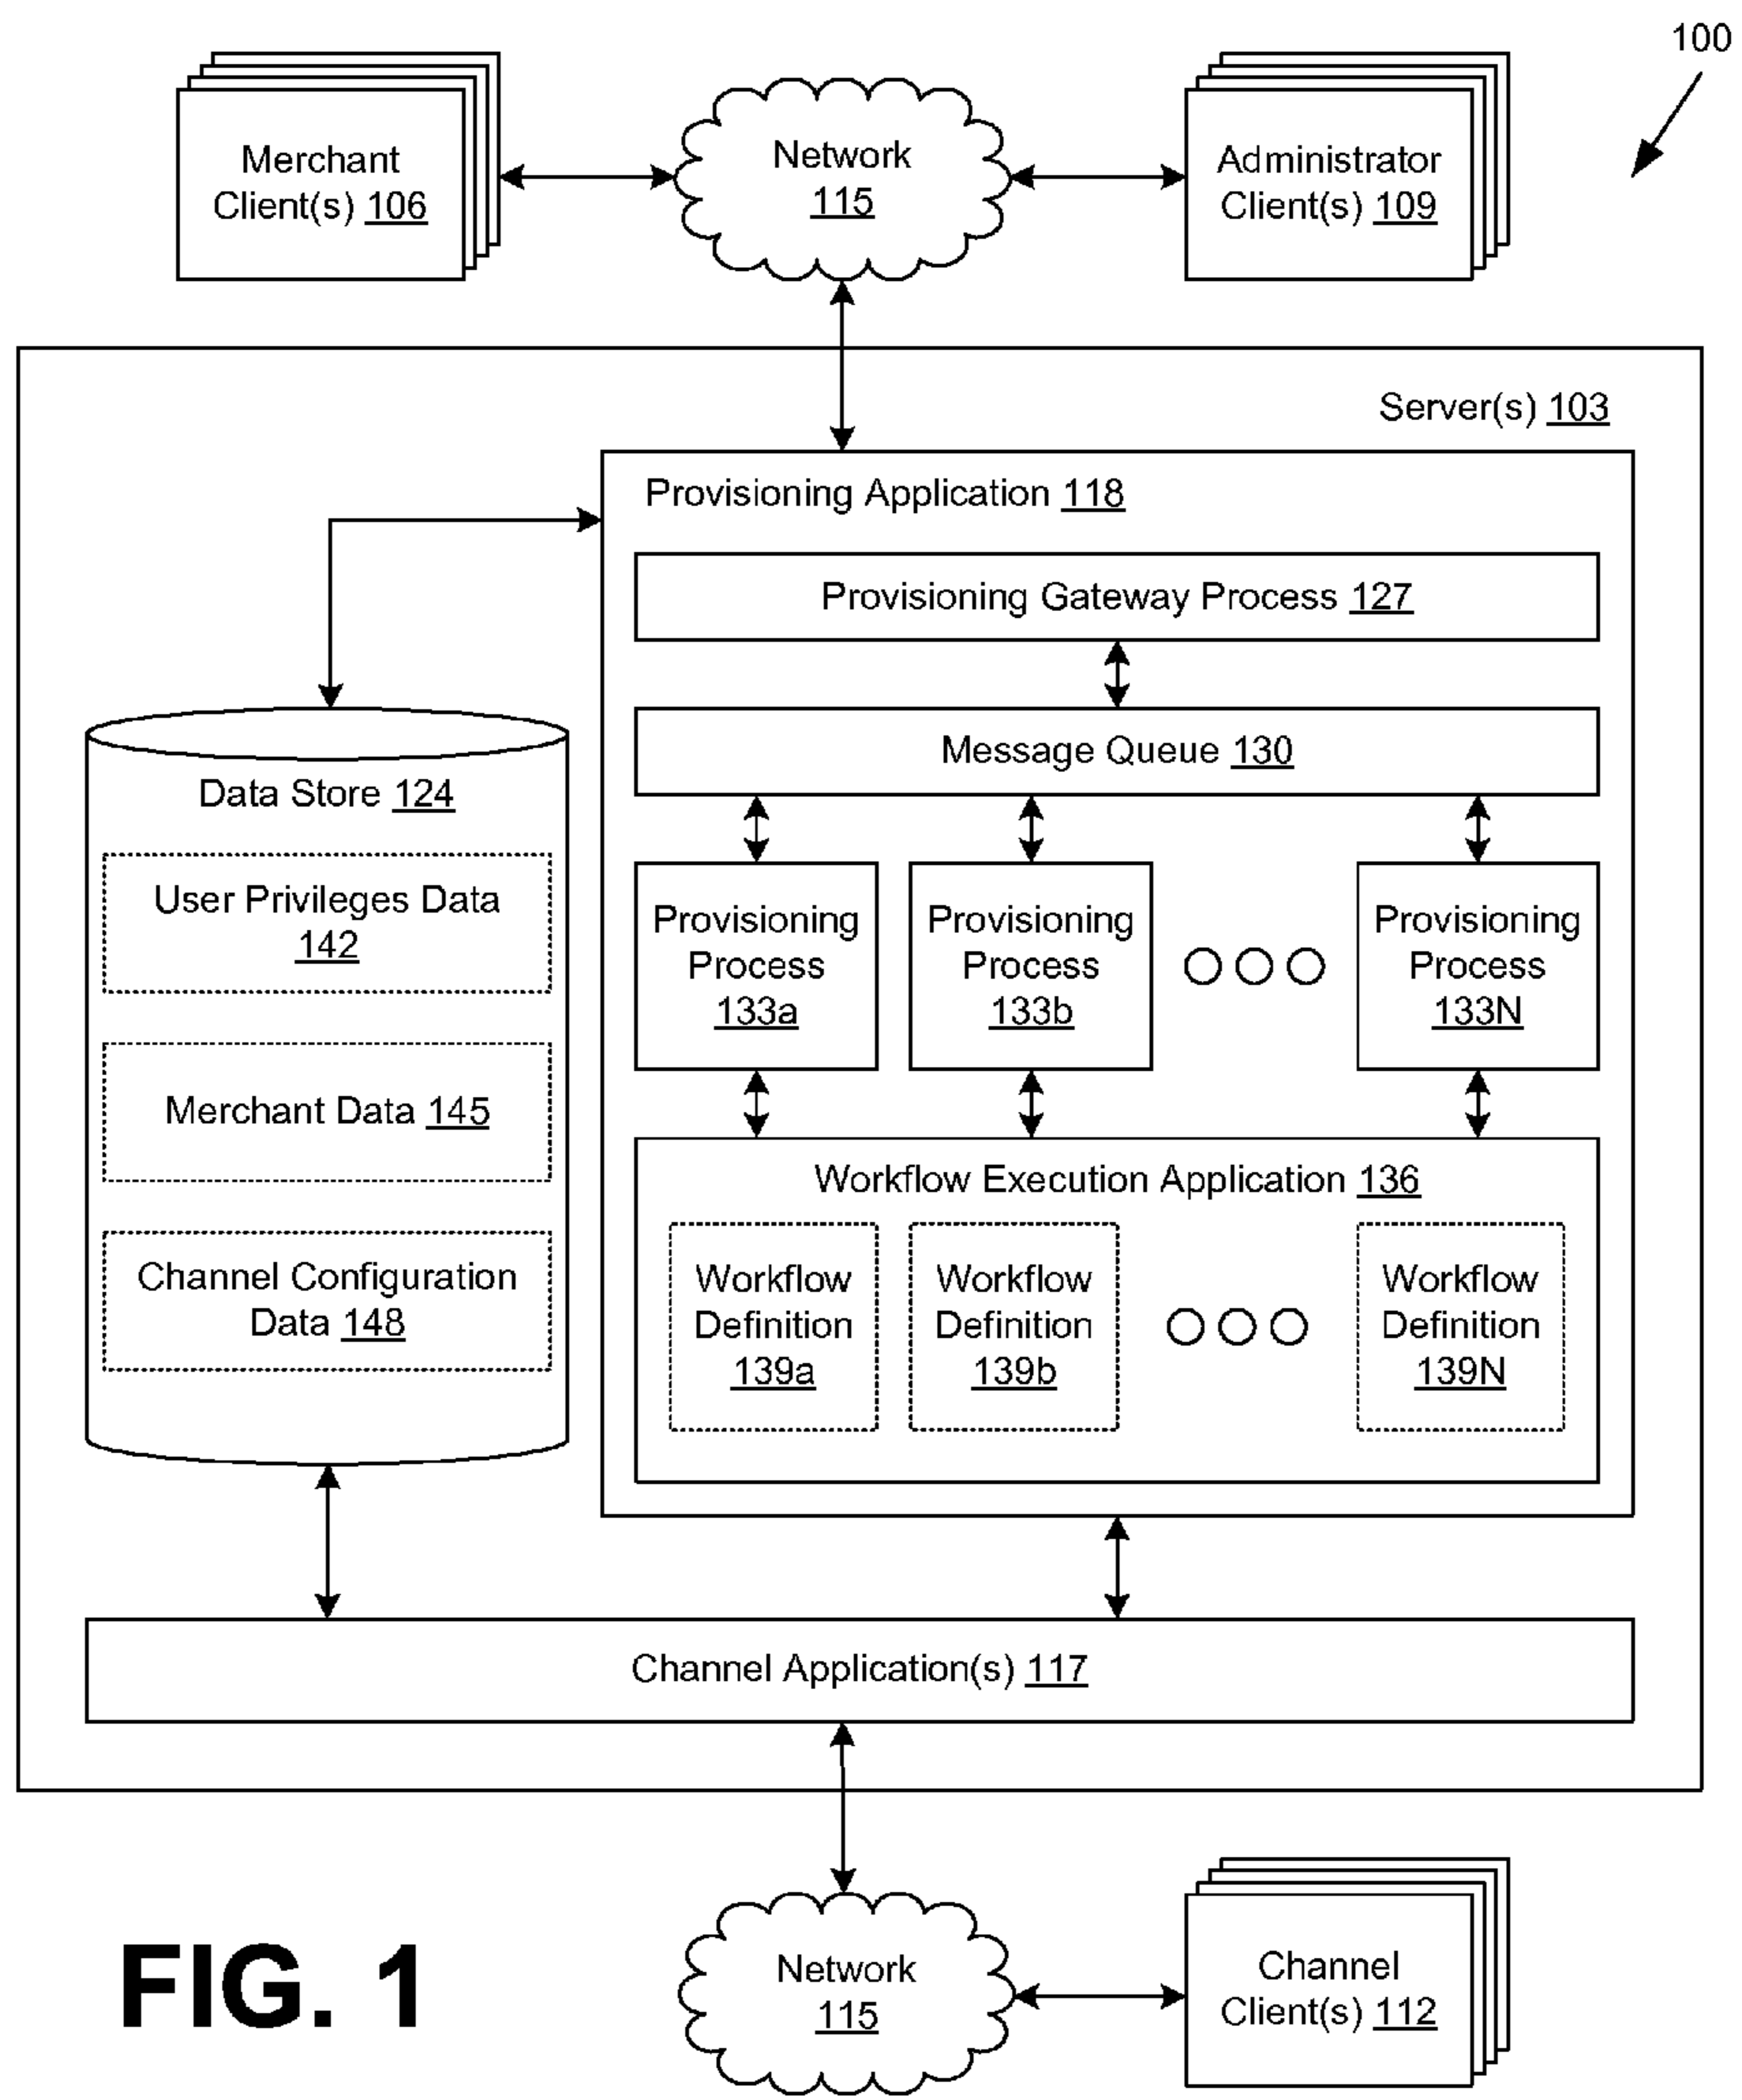 100
Merchant
Client(s) 106
Network
115
Administrator
Client(s) 109
Server(s) 103
Provisioning Application 118
Provisioning Gateway Process 127
Message Queue 130
Data Store 124
User Privileges Data
142
Merchant Data 145
Channel Configuration
Data 148
Provisioning
Process
133a
Provisioning
Process
133b
Provisioning
Process
133N
Workflow Execution Application 136
Workflow
Definition
139a
Workflow
Definition
139b
Workflow
Definition
139N
Channel Application(s) 117
Network
115
Channel
Client(s) 112
FIG. 1